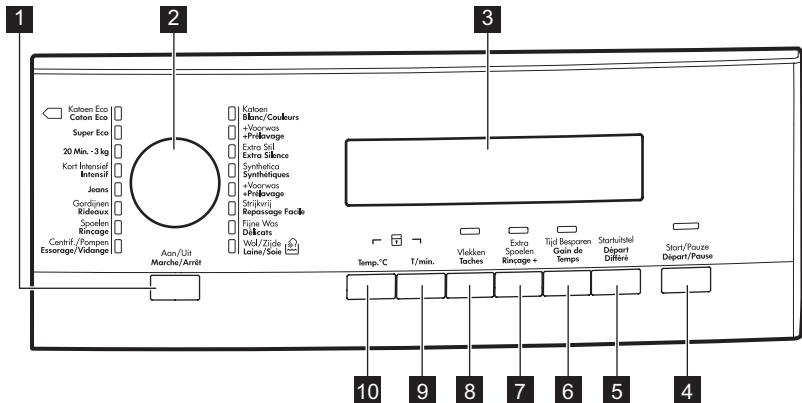 1
2
3
Katoen Eco
Coton Eco
Super Eco
20 Min. - 3 kg
Kort Intensief
Intensif
Jeans
Gordijnen
Rideaux
Spoelen
Rinçage
Centrif./Pompen
Essorage/Vidange
Katoen
Blanc/Couleurs
+Voorwas
+Prélavage
Extra Stil
Extra Silence
Synthetica
Synthétiques
+Voorwas
+Prélavage
Strijkvrij
Repassage Facile
Fijne Was
Délicats
Wol/Zijde
Laine/Soie
Aan/Uit
Marche/Arrêt
Temp.°C
T/min.
Vlekken
Taches
Extra
Spoelen
Rinçage +
Tijd Besparen
Gain de
Temps
Startuitstel
Départ
Différé
Start/Pauze
Départ/Pause
10
9
8
7
6
5
4